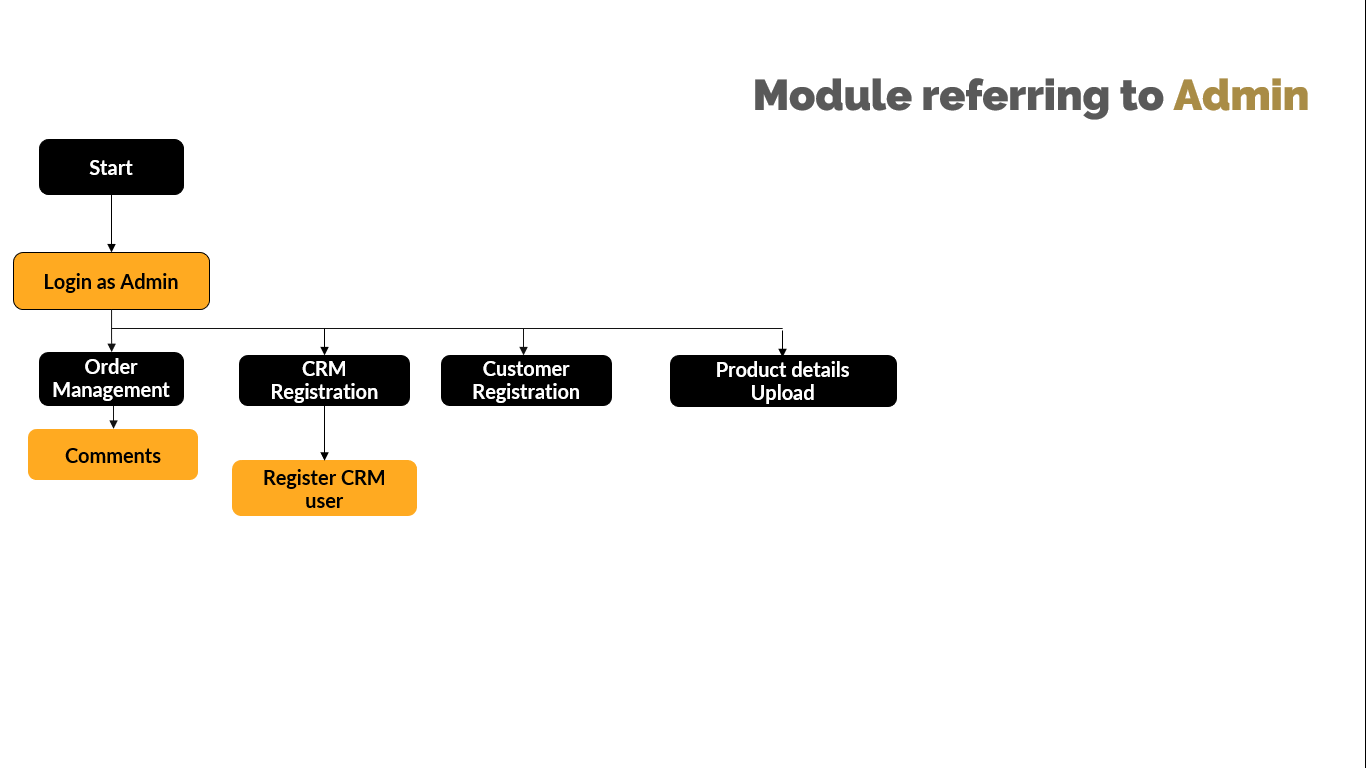 Module referring to Admin
Start
Login as Admin
Order
Management
CRM
Registration
Customer
Registration
Product details
Upload
Comments
Register CRM
user